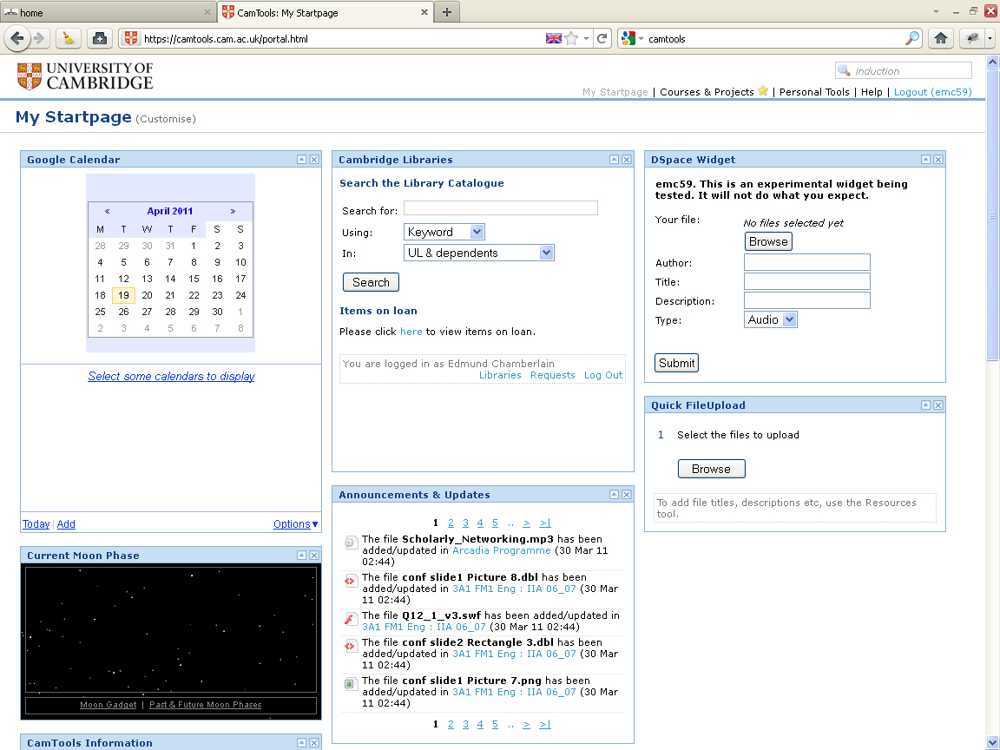 home
CamTools: My Startpage
https://camtools.cam.ac.uk/portal.html
camtools
UNIVERSITY OF
CAMBRIDGE
induction
My Startpage | Courses & Projects | Personal Tools | Help | Logout (emc59)
My Startpage (Customise)
Google Calendar
« April 2011 »
M T W T F S S
28 29 30 31 1 2 3
4 5 6 7 8 9 10
11 12 13 14 15 16 17
18 19 20 21 22 23 24
25 26 27 28 29 30 1
2 3 4 5 6 7 8
Select some calendars to display
Today | Add Options ▼
Current Moon Phase
Moon Gadget | Past & Future Moon Phases
CamTools Information
Cambridge Libraries
Search the Library Catalogue
Search for:
Using: Keyword
In: UL & dependents
Search
Items on loan
Please click here to view items on loan.
You are logged in as Edmund Chamberlain
Libraries Requests Log Out
Announcements & Updates
1 2 3 4 5 .. > >|
The file Scholarly_Networking.mp3 has been
added/updated in Arcadia Programme (30 Mar 11
02:44)
The file conf slide1 Picture 8.dbl has been
added/updated in 3A1 FM1 Eng : IIA 06_07 (30 Mar
11 02:44)
The file Q12_1_v3.swf has been added/updated in
3A1 FM1 Eng : IIA 06_07 (30 Mar 11 02:44)
The file conf slide2 Rectangle 3.dbl has been
added/updated in 3A1 FM1 Eng : IIA 06_07 (30 Mar
11 02:44)
The file conf slide1 Picture 7.png has been
added/updated in 3A1 FM1 Eng : IIA 06_07 (30 Mar
11 02:44)
1 2 3 4 5 .. > >|
DSpace Widget
emc59. This is an experimental widget being
tested. It will not do what you expect.
Your file: No files selected yet
Browse
Author:
Title:
Description:
Type: Audio
Submit
Quick FileUpload
1 Select the files to upload
Browse
To add file titles, descriptions etc, use the Resources
tool.